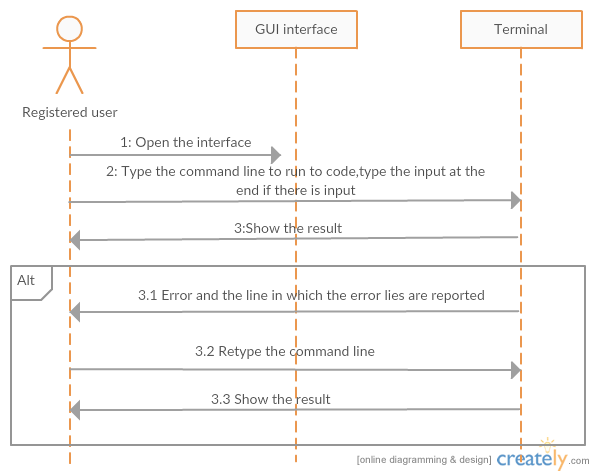 GUI interface
Terminal
Registered user
1: Open the interface
2: Type the command line to run to code,type the input at the
end if there is input
3:Show the result
Alt
3.1 Error and the line in which the error lies are reported
3.2 Retype the command line
3.3 Show the result
[online diagramming & design] creately.com